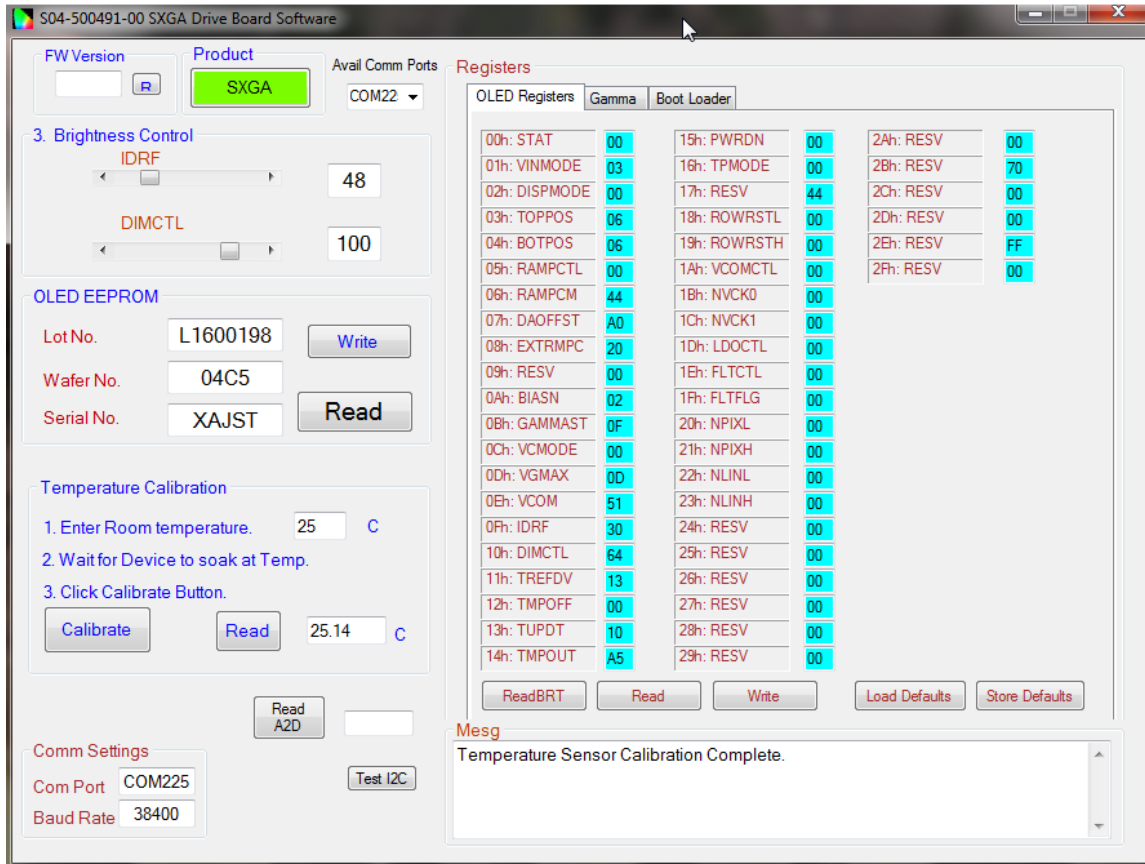 S04-500491-00 SXGA Drive Board Software
FW Version
R
Product
SXGA
Avail Comm Ports
COM22
3. Brightness Control
IDRF
48
DIMCTL
100
OLED EEPROM
Lot No. L1600198 Write
Wafer No. 04C5
Serial No. XAJST Read
Temperature Calibration
1. Enter Room temperature. 25 C
2. Wait for Device to soak at Temp.
3. Click Calibrate Button.
Calibrate Read 25.14 C
Read A2D
Test I2C
Comm Settings
Com Port COM225
Baud Rate 38400
Registers
OLED Registers Gamma Boot Loader
00h: STAT 00 15h: PWRDN 00 2Ah: RESV 00
01h: VINMODE 03 16h: TPMODE 00 2Bh: RESV 70
02h: DISPMODE 00 17h: RESV 44 2Ch: RESV 00
03h: TOPPOS 06 18h: ROWRSTL 00 2Dh: RESV 00
04h: BOTPOS 06 19h: ROWRSTH 00 2Eh: RESV FF
05h: RAMPCTL 00 1Ah: VCOMCTL 00 2Fh: RESV 00
06h: RAMPCM 44 1Bh: NVCK0 00
07h: DAOFFST A0 1Ch: NVCK1 00
08h: EXTRMPC 20 1Dh: LDOCTL 00
09h: RESV 00 1Eh: FLTCTL 00
0Ah: BIASN 02 1Fh: FLTFLG 00
0Bh: GAMMAST 0F 20h: NPIXL 00
0Ch: VCMODE 00 21h: NPIXH 00
0Dh: VGMAX 0D 22h: NLINL 00
0Eh: VCOM 51 23h: NLINH 00
0Fh: IDRF 30 24h: RESV 00
10h: DIMCTL 64 25h: RESV 00
11h: TREFDV 13 26h: RESV 00
12h: TMPOFF 00 27h: RESV 00
13h: TUPDT 10 28h: RESV 00
14h: TMPOUT A5 29h: RESV 00
ReadBRT Read Write Load Defaults Store Defaults
Mesg
Temperature Sensor Calibration Complete.